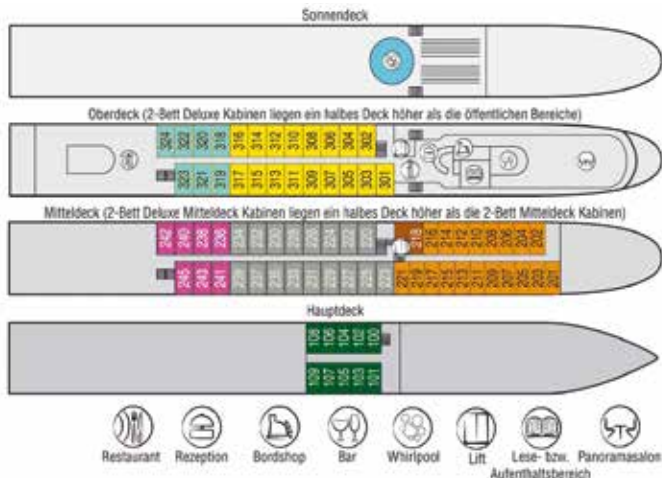 Sonnendeck
Oberdeck (2-Bett Deluxe Kabinen liegen ein halbes Deck höher als die öffentlichen Bereiche)
324 322 320 318 316 314 312 310 308 306 304 302
323 321 319 317 315 313 311 309 307 305 303 301
Mitteldeck (2-Bett Deluxe Mitteldeck Kabinen liegen ein halbes Deck höher als die 2-Bett Mitteldeck Kabinen)
242 240 238 236 218 216 214 212 210 208 206 204 202
245 243 241 221 219 217 215 213 211 209 207 205 203 201
Hauptdeck
108 106 104 102 100
109 107 105 103 101
Restaurant Rezeption Bordshop Bar Whirlpool Lift Lese- bzw. Panoramasalon
Aufenthaltsbereich